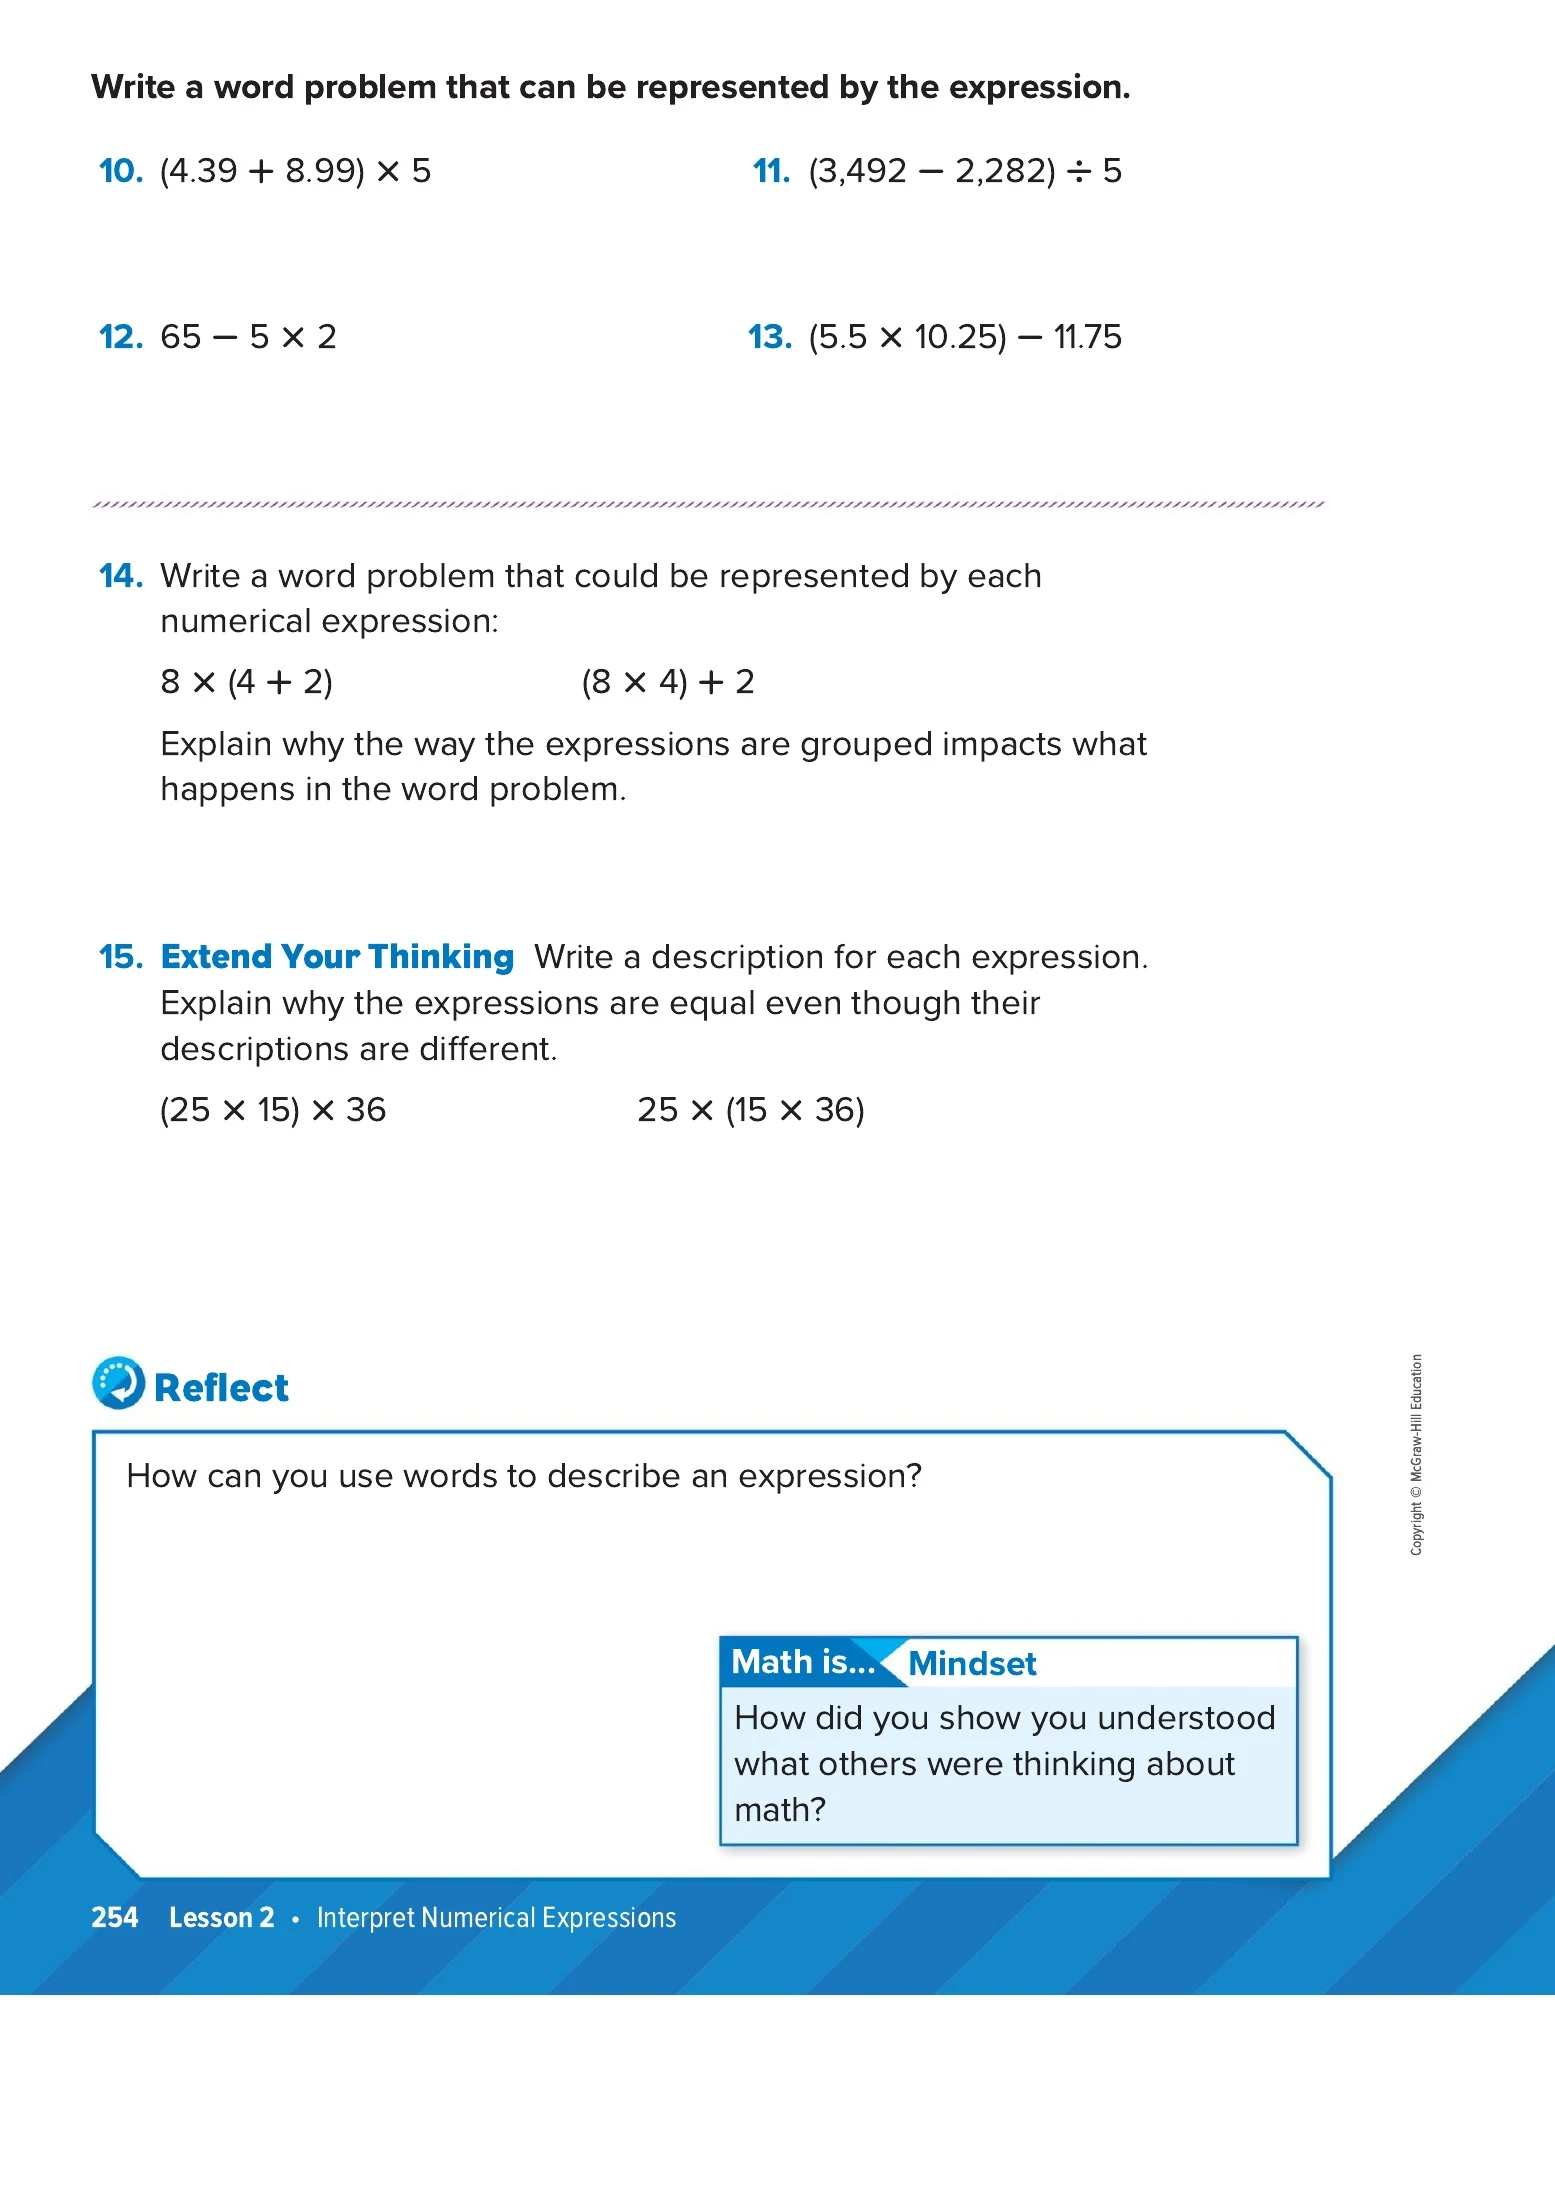 Write a word problem that can be represented by the expression.
10. (4.39 + 8.99) × 5
11. (3,492 − 2,282) ÷ 5
12. 65 − 5 × 2
13. (5.5 × 10.25) − 11.75
14. Write a word problem that could be represented by each
numerical expression:
8 × (4 + 2)
(8 × 4) + 2
Explain why the way the expressions are grouped impacts what
happens in the word problem.
15. Extend Your Thinking Write a description for each expression.
Explain why the expressions are equal even though their
descriptions are different.
(25 × 15) × 36
25 × (15 × 36)
Reflect
How can you use words to describe an expression?
Math is... Mindset
How did you show you understood
what others were thinking about
math?
Copyright © McGraw-Hill Education
254 Lesson 2 • Interpret Numerical Expressions